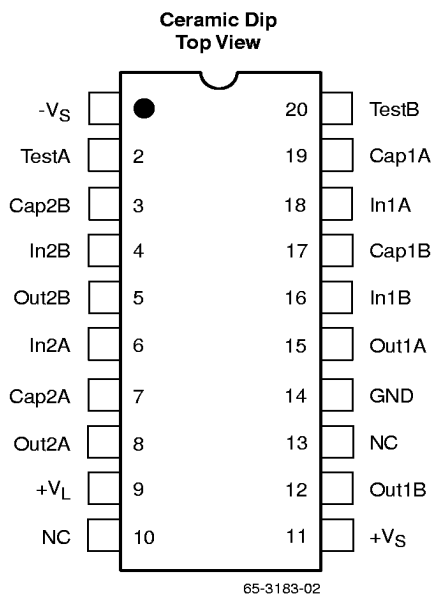 Ceramic Dip
Top View
-VS 20 TestB
TestA 2 19 Cap1A
Cap2B 3 18 In1A
In2B 4 17 Cap1B
Out2B 5 16 In1B
In2A 6 15 Out1A
Cap2A 7 14 GND
Out2A 8 13 NC
+VL 9 12 Out1B
NC 10 11 +VS
65-3183-02